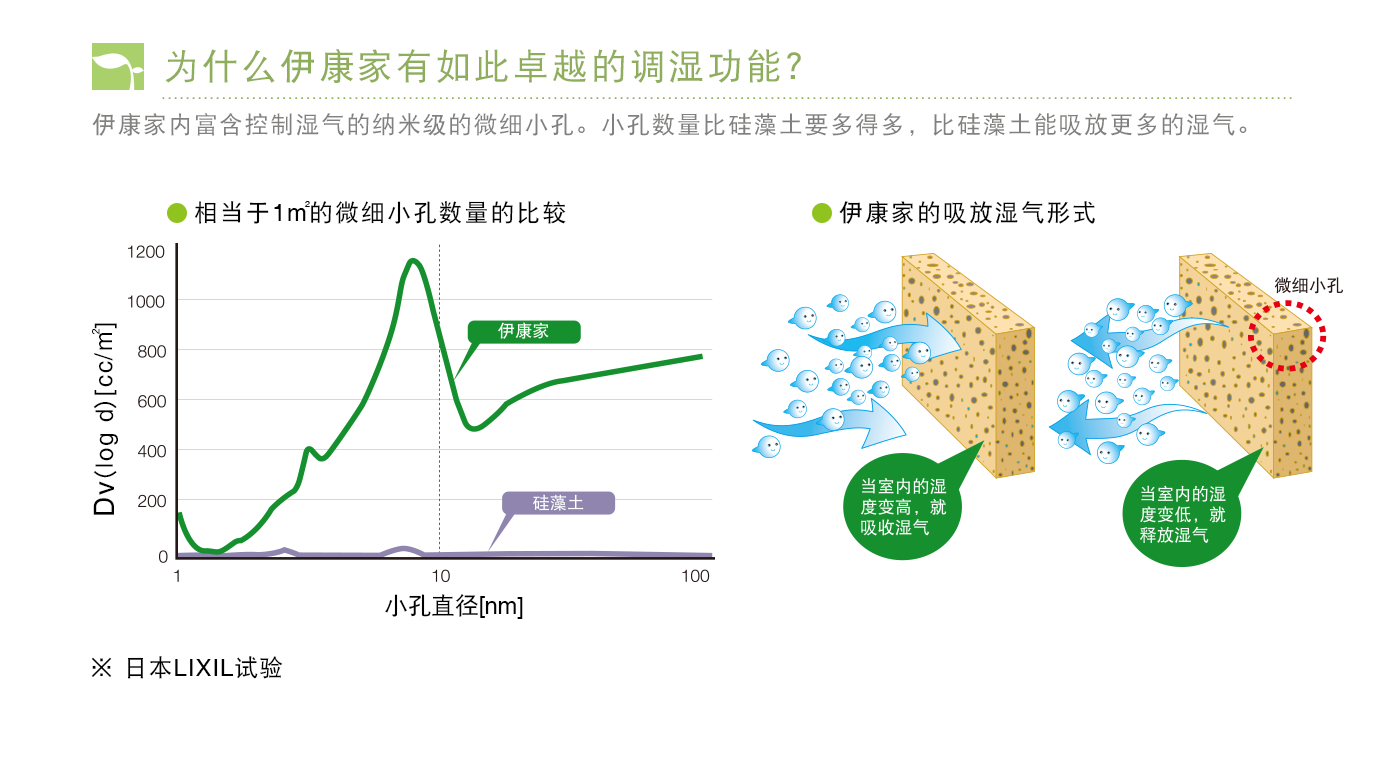 为什么伊康家有如此卓越的调湿功能?
伊康家内富含控制湿气的纳米级的微细小孔。小孔数量比硅藻土要多得多，比硅藻土能吸放更多的湿气。
相当于1㎡的微细小孔数量的比较
Dv(log d) [cc/㎡]
1200
1000
800
600
400
200
0
伊康家
硅藻土
1
10
100
小孔直径[nm]
伊康家的吸放湿气形式
微细小孔
当室内的湿
度变高，就
吸收湿气
当室内的湿
度变低，就
释放湿气
※ 日本LIXIL试验